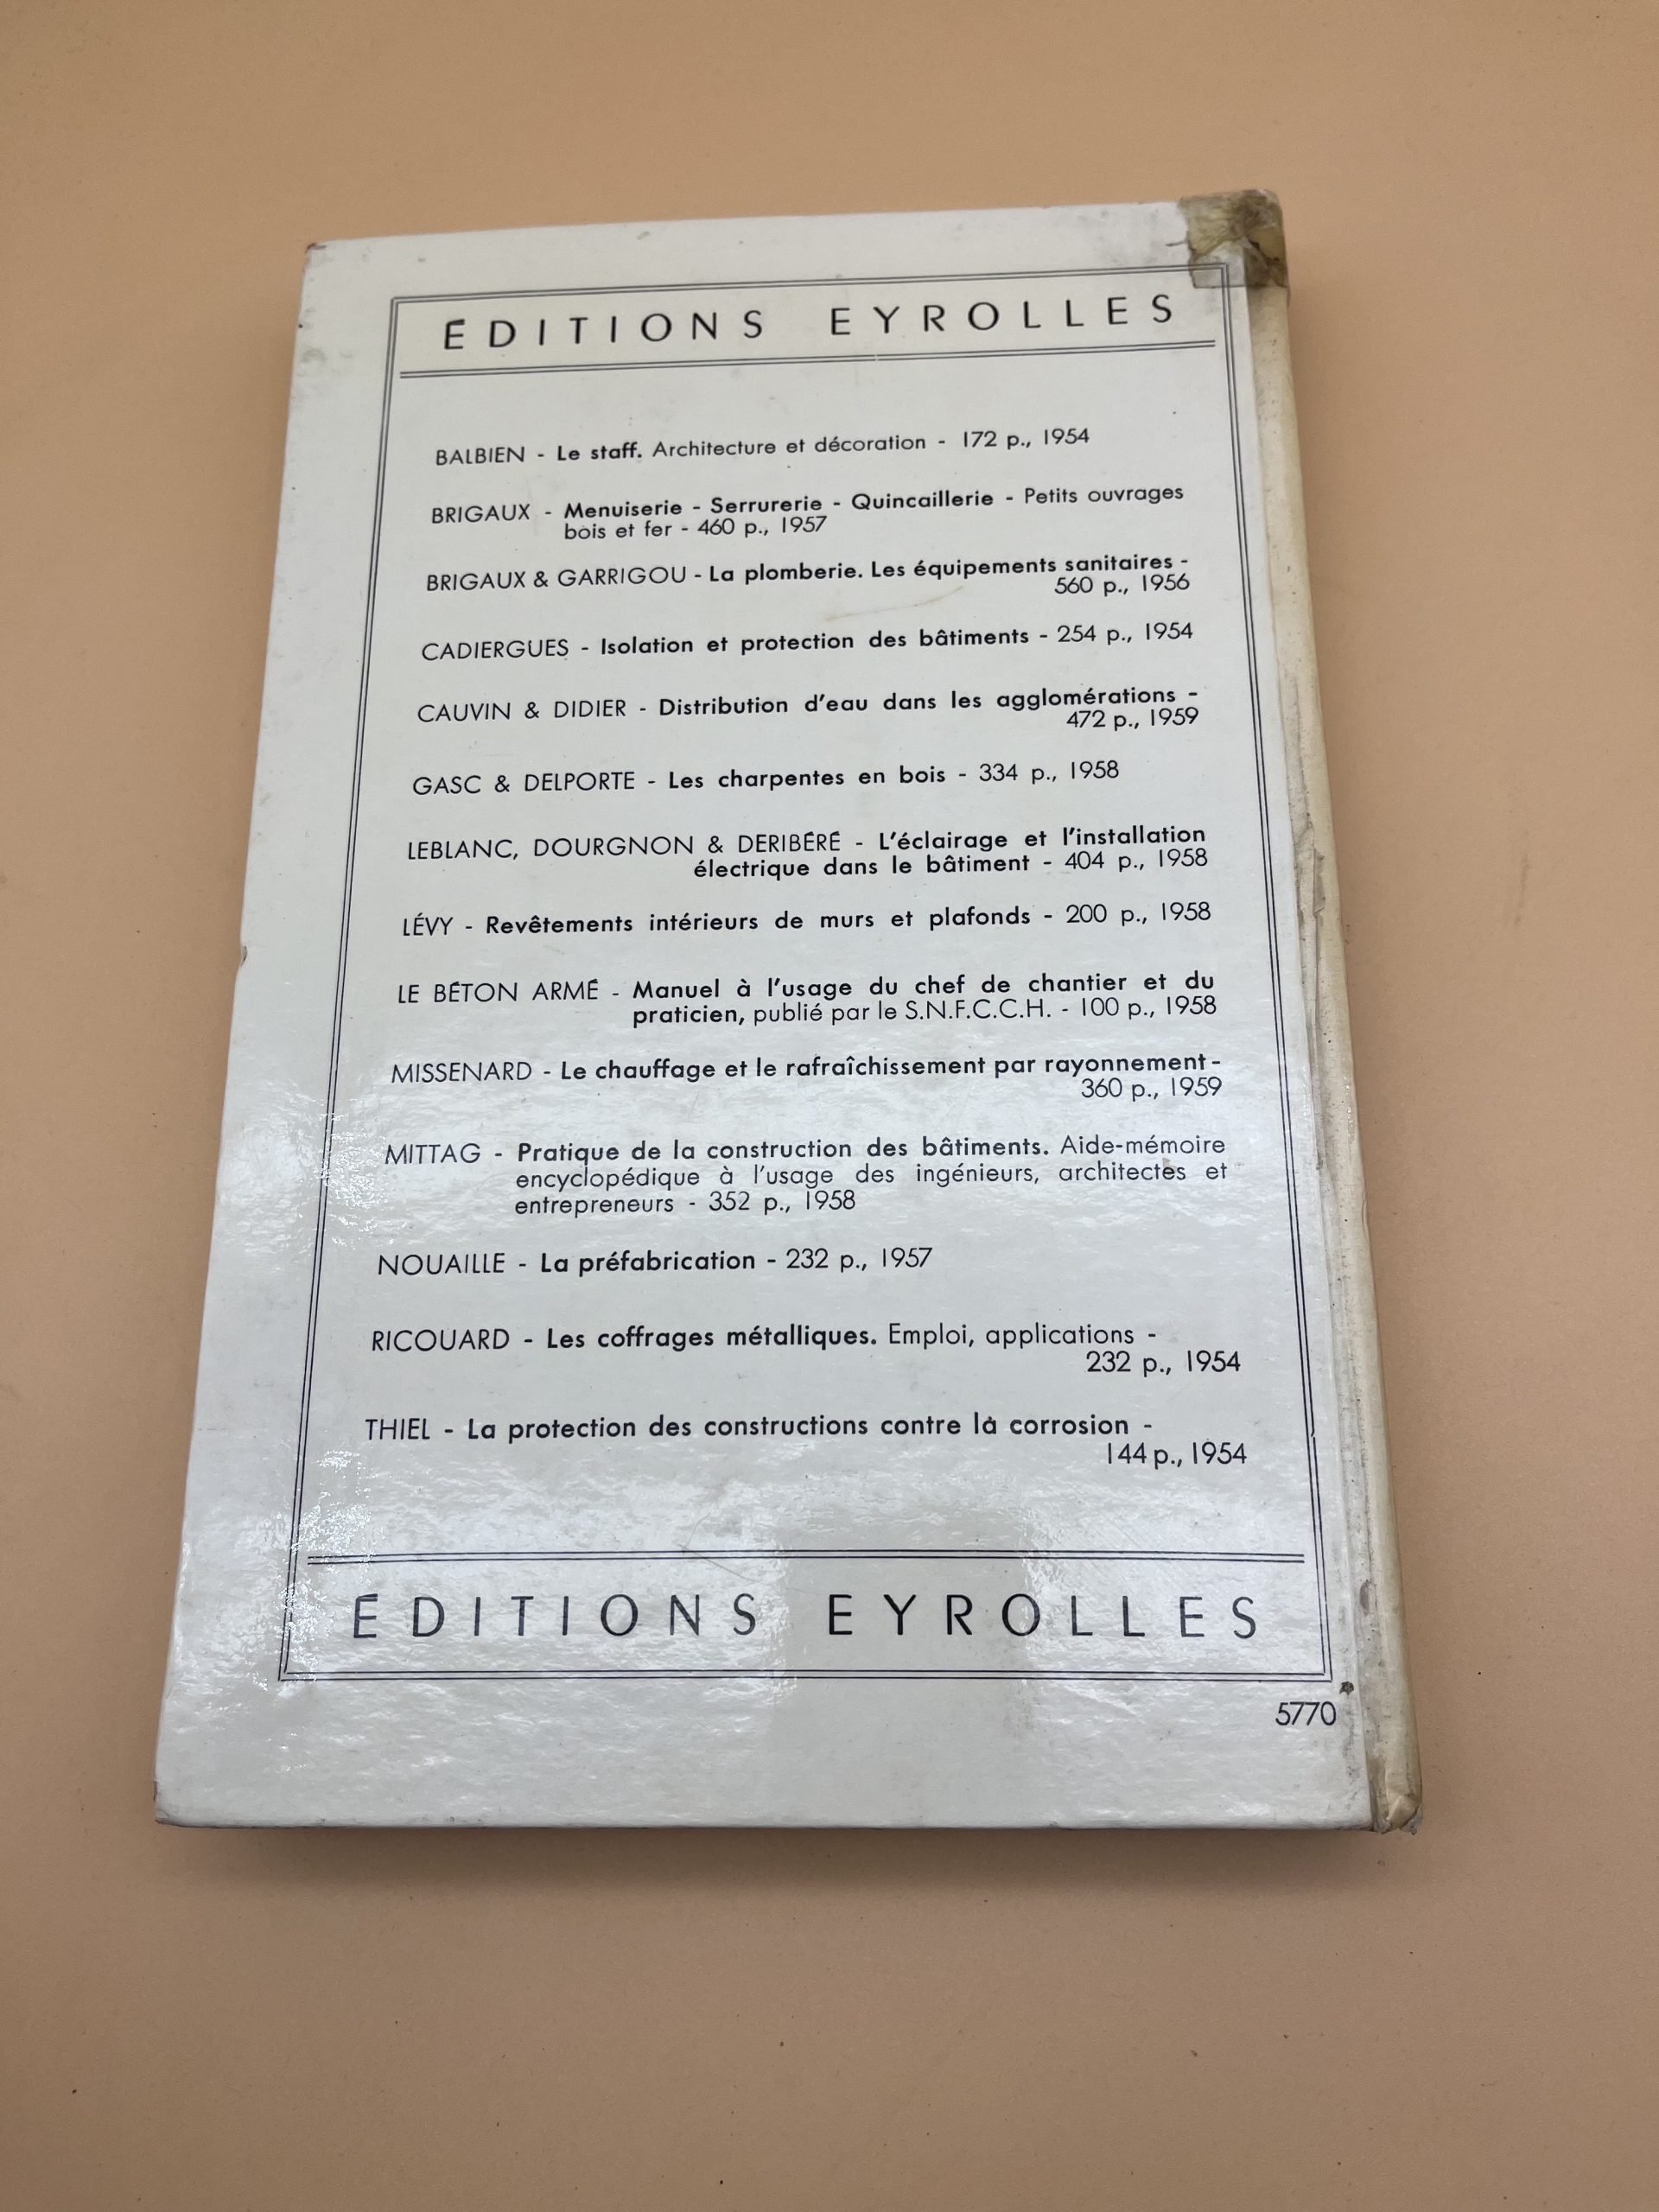 ÉDITIONS EYROLLES
BALBIEN - Le staff. Architecture et décoration - 172 p., 1954
BRIGAUX - Menuiserie - Serrurerie - Quincaillerie - Petits ouvrages
bois et fer - 460 p., 1957
BRIGAUX & GARRIGOU - La plomberie. Les équipements sanitaires -
560 p., 1956
CADIERGUES - Isolation et protection des bâtiments - 254 p., 1954
CAUVIN & DIDIER - Distribution d'eau dans les agglomérations -
472 p., 1959
GASC & DELPORTE - Les charpentes en bois - 334 p., 1958
LEBLANC, DOURGNON & DERIBÉRÉ - L'éclairage et l'installation
électrique dans le bâtiment - 404 p., 1958
LÉVY - Revêtements intérieurs de murs et plafonds - 200 p., 1958
LE BÉTON ARMÉ - Manuel à l'usage du chef de chantier et du
praticien, publié par le S.N.F.C.C.H. - 100 p., 1958
MISSENARD - Le chauffage et le rafraîchissement par rayonnement -
360 p., 1959
MITTAG - Pratique de la construction des bâtiments. Aide-mémoire
encyclopédique à l'usage des ingénieurs, architectes et
entrepreneurs - 352 p., 1958
NOUAILLE - La préfabrication - 232 p., 1957
RICOUARD - Les coffrages métalliques. Emploi, applications -
232 p., 1954
THIEL - La protection des constructions contre la corrosion -
144 p., 1954
ÉDITIONS EYROLLES
5770